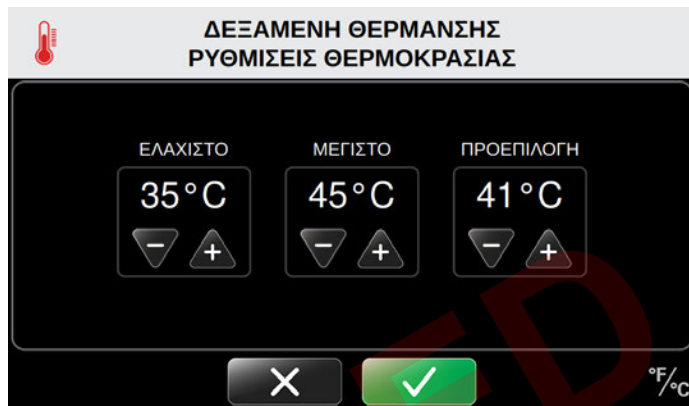 ΔΕΞΑΜΕΝΗ ΘΕΡΜΑΝΣΗΣ
ΡΥΘΜΙΣΕΙΣ ΘΕΡΜΟΚΡΑΣΙΑΣ
ΕΛΑΧΙΣΤΟ ΜΕΓΙΣΤΟ ΠΡΟΕΠΙΛΟΓΗ
35°C 45°C 41°C
°F/°C